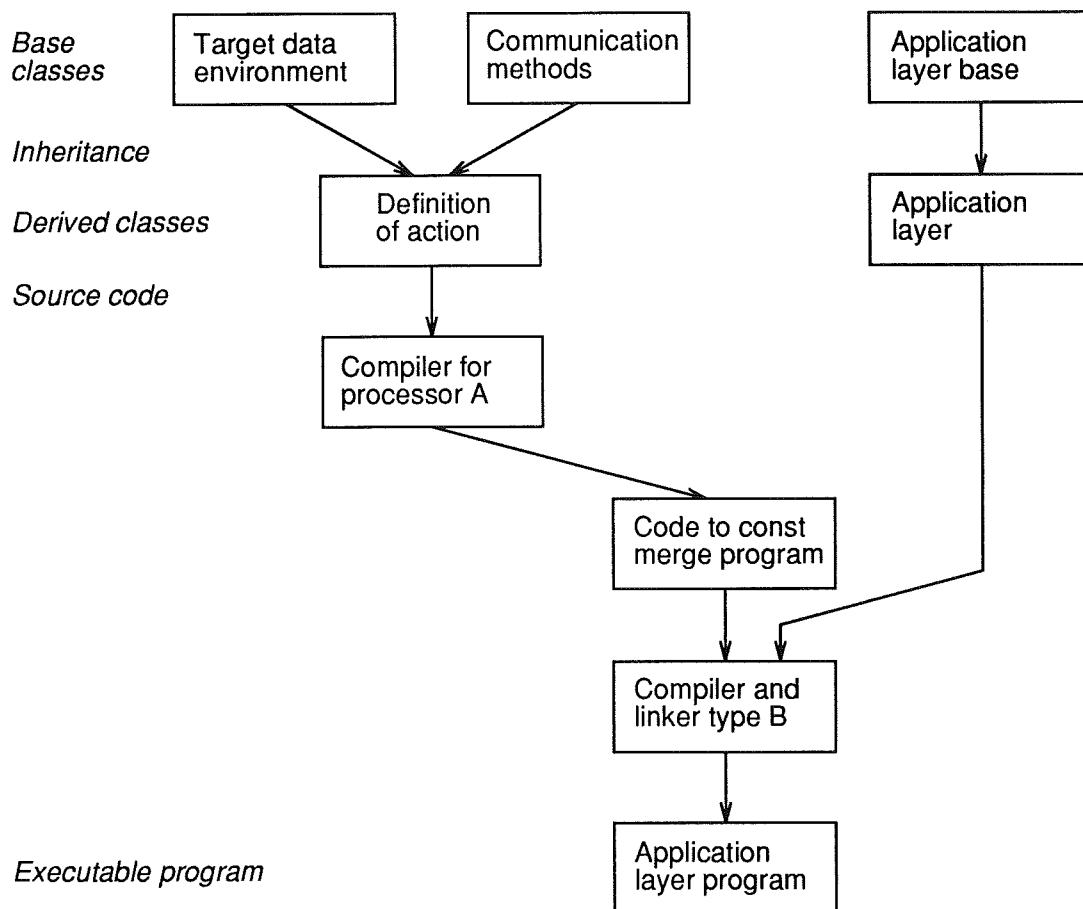 Base
classes
Target data
environment
Communication
methods
Application
layer base
Inheritance
Derived classes
Definition
of action
Application
layer
Source code
Compiler for
processor A
Code to const
merge program
Compiler and
linker type B
Executable program
Application
layer program